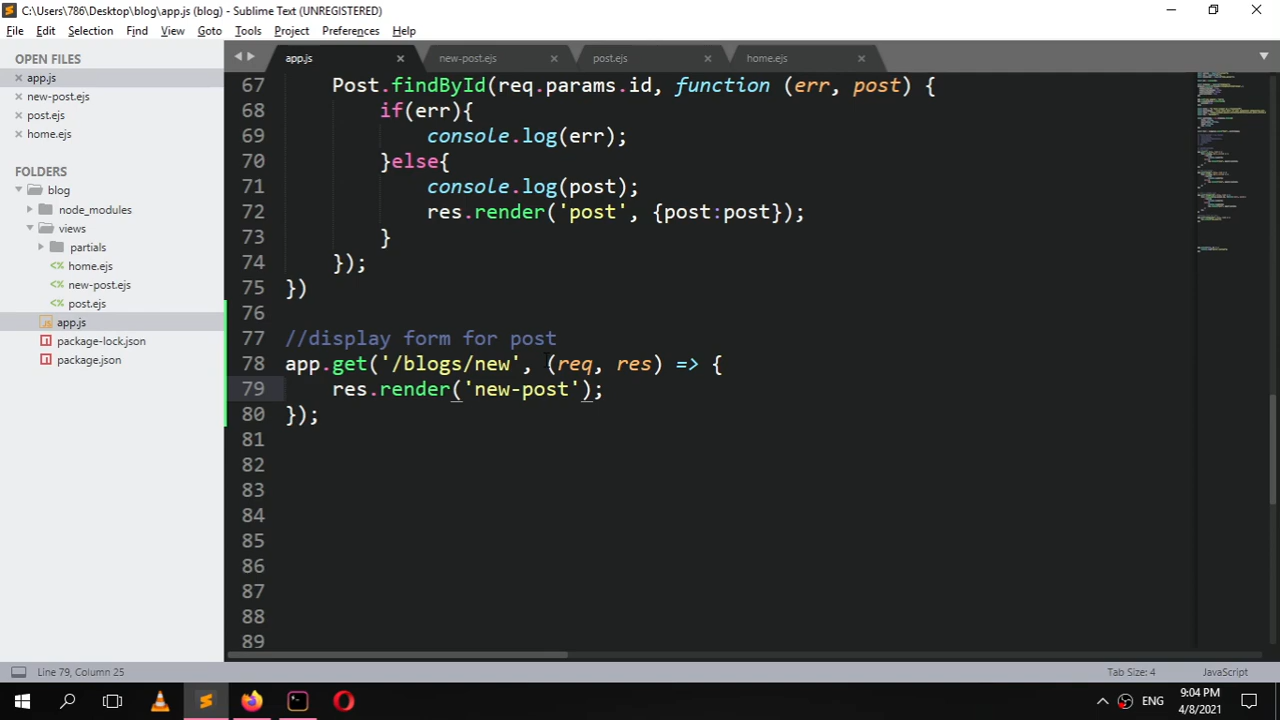 C:\Users\786\Desktop\blog\app.js (blog) - Sublime Text (UNREGISTERED)
File Edit Selection Find View Goto Tools Project Preferences Help
OPEN FILES
app.js
new-post.ejs
post.ejs
home.ejs
FOLDERS
blog
node_modules
views
partials
home.ejs
new-post.ejs
post.ejs
app.js
package-lock.json
package.json
app.js new-post.ejs post.ejs home.ejs
67 Post.findById(req.params.id, function (err, post) {
68 if(err){
69 console.log(err);
70 }else{
71 console.log(post);
72 res.render('post', {post:post});
73 }
74 });
75 })
76
77 //display form for post
78 app.get('/blogs/new', (req, res) => {
79 res.render('new-post');
80 });
81
82
83
84
85
86
87
88
89
Line 79, Column 25 Tab Size: 4 JavaScript
ENG 9:04 PM
4/8/2021